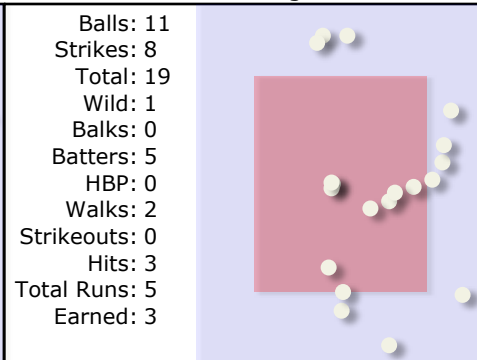 Balls: 11
Strikes: 8
Total: 19
Wild: 1
Balks: 0
Batters: 5
HBP: 0
Walks: 2
Strikeouts: 0
Hits: 3
Total Runs: 5
Earned: 3